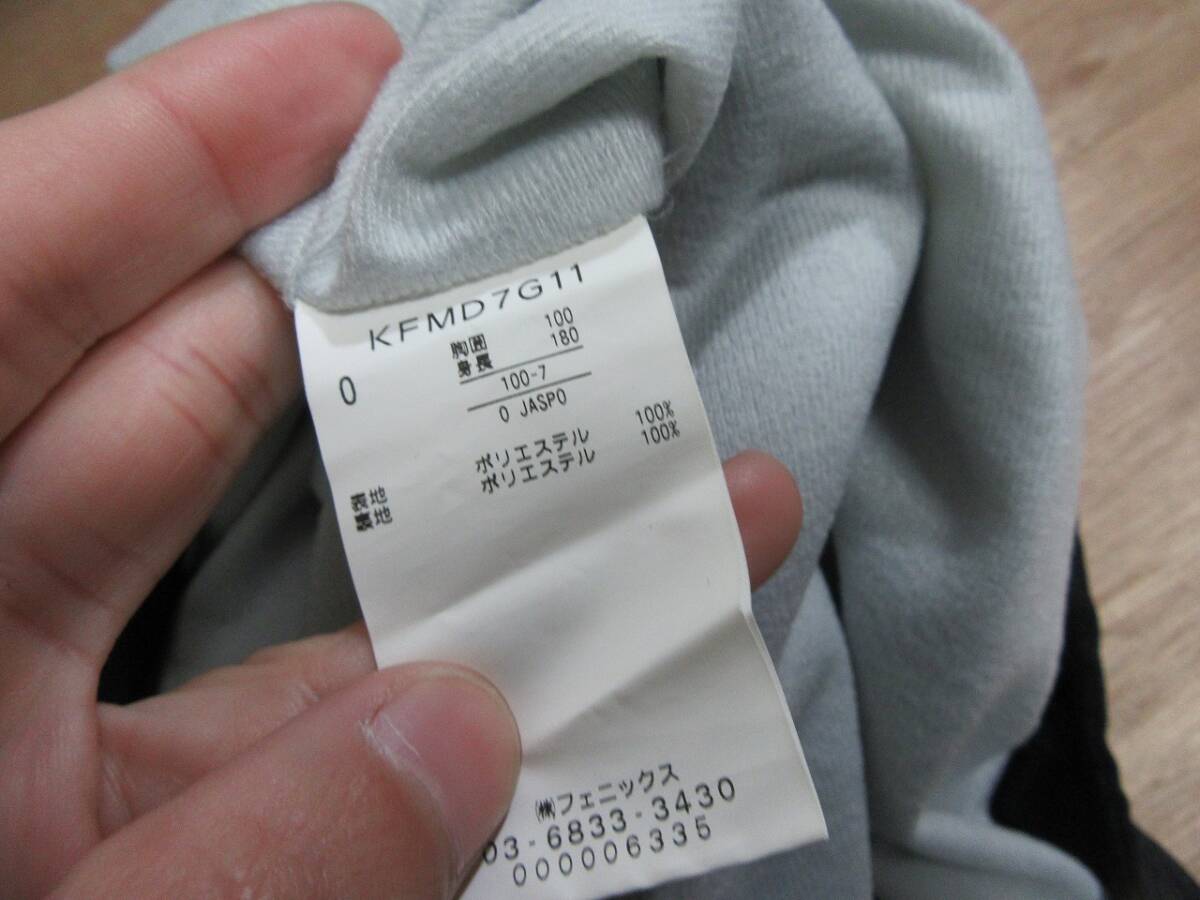 KFMD7G11
胸囲 100
身長 180
100-7
O JASPO
O
表地 ポリエステル 100%
裏地 ポリエステル 100%
㈱フェニックス
03-6833-3430
000006335